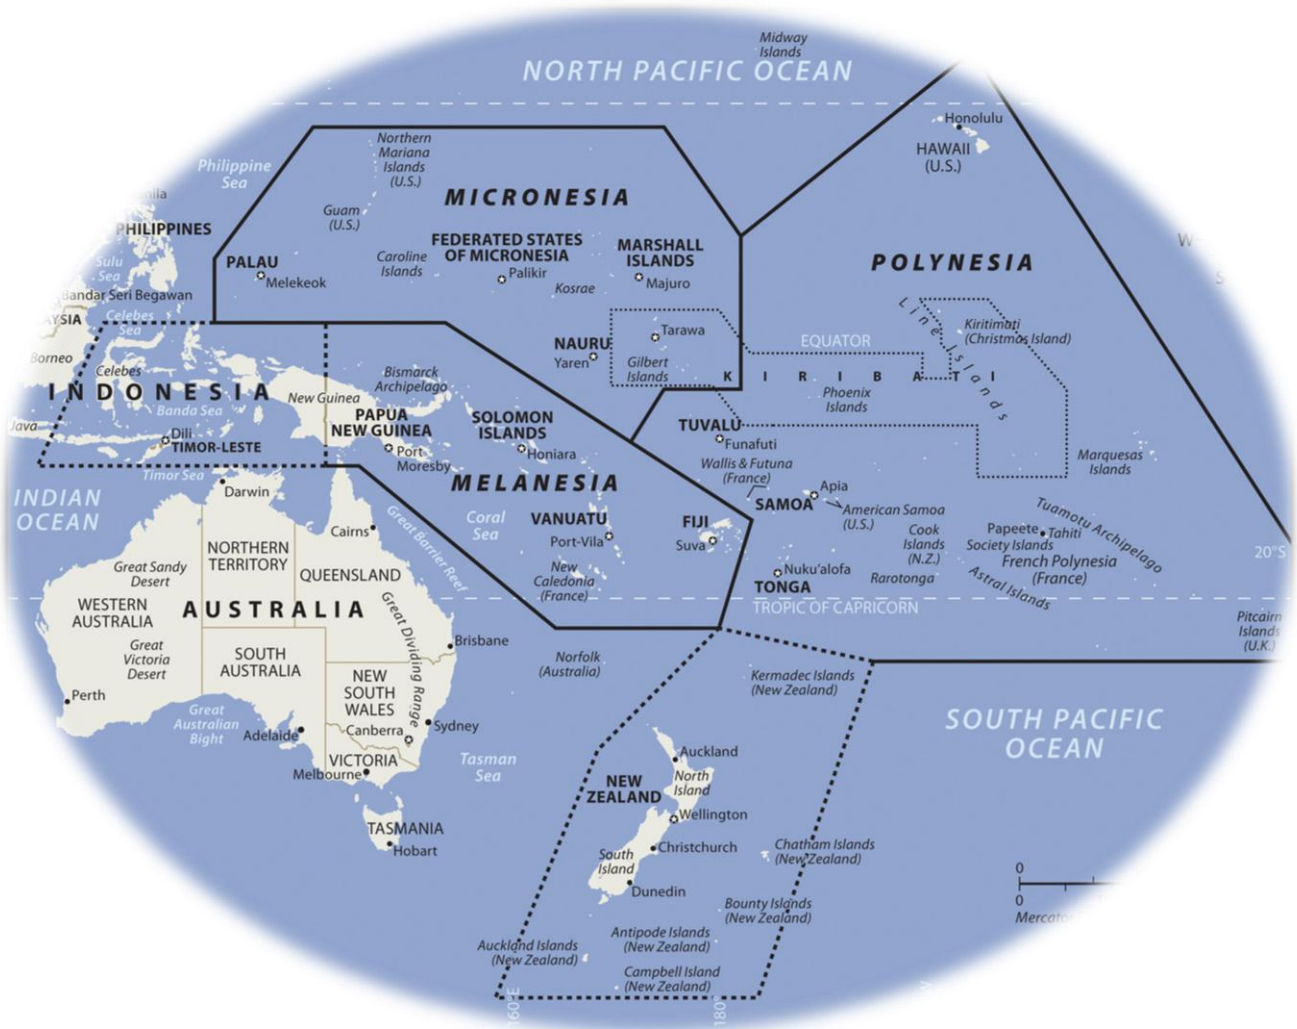 Midway
Islands
NORTH PACIFIC OCEAN
Honolulu
HAWAII
(U.S.)
Northern
Mariana
Islands
(U.S.)
Philippine
Sea
MICRONESIA
Guam
(U.S.)
PHILIPPINES
Sulu
Sea
FEDERATED STATES
OF MICRONESIA
MARSHALL
ISLANDS
PALAU
Melekeok
Caroline
Islands
Palikir
Kosrae
Majuro
POLYNESIA
Bandar Seri Begawan
Celebes
Sea
Line Islands
Kiritimati
(Christmas Island)
Tarawa
EQUATOR
NAURU
Yaren
Gilbert
Islands
KIRIBATI
Phoenix
Islands
Borneo
Celebes
INDONESIA
Banda Sea
Java
Dili
TIMOR-LESTE
Timor Sea
New Guinea
Bismarck
Archipelago
PAPUA
NEW GUINEA
Port
Moresby
SOLOMON
ISLANDS
Honiara
TUVALU
Funafuti
Wallis & Futuna
(France)
Marquesas
Islands
MELANESIA
INDIAN
OCEAN
Darwin
Cairns
Great Barrier Reef
Coral
Sea
VANUATU
Port-Vila
FIJI
Suva
SAMOA
Apia
American Samoa
(U.S.)
Cook
Islands
(N.Z.)
Papeete
Tahiti
Society Islands
French Polynesia
(France)
Tuamotu Archipelago
20°S
New
Caledonia
(France)
Nuku'alofa
TONGA
Rarotonga
Astral Islands
TROPIC OF CAPRICORN
Pitcairn
Islands
(U.K.)
NORTHERN
TERRITORY
Great Sandy
Desert
QUEENSLAND
WESTERN
AUSTRALIA
AUSTRALIA
Great Dividing Range
Great
Victoria
Desert
SOUTH
AUSTRALIA
Brisbane
Norfolk
(Australia)
Kermadec Islands
(New Zealand)
Perth
Great
Australian
Bight
NEW
SOUTH
WALES
Canberra
Sydney
Adelaide
VICTORIA
Melbourne
Tasman
Sea
SOUTH PACIFIC
OCEAN
Auckland
North
Island
NEW
ZEALAND
Wellington
TASMANIA
Hobart
Christchurch
South
Island
Dunedin
Chatham Islands
(New Zealand)
Bounty Islands
(New Zealand)
Antipode Islands
(New Zealand)
Auckland Islands
(New Zealand)
Campbell Island
(New Zealand)
0
0
160°E
180°